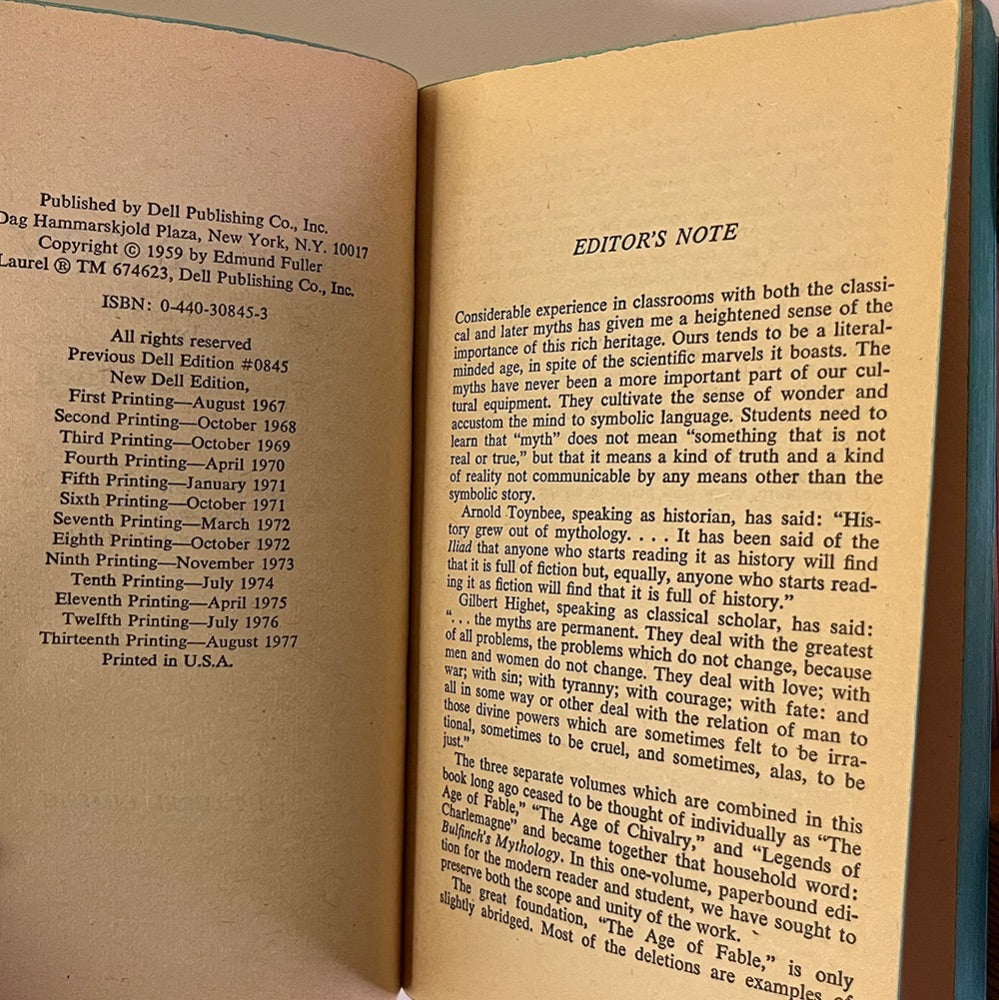 Published by Dell Publishing Co., Inc.
Dag Hammarskjold Plaza, New York, N.Y. 10017
Copyright © 1959 by Edmund Fuller
Laurel ® TM 674623, Dell Publishing Co., Inc.
ISBN: 0-440-30845-3
All rights reserved
Previous Dell Edition #0845
New Dell Edition,
First Printing—August 1967
Second Printing—October 1968
Third Printing—October 1969
Fourth Printing—April 1970
Fifth Printing—January 1971
Sixth Printing—October 1971
Seventh Printing—March 1972
Eighth Printing—October 1972
Ninth Printing—November 1973
Tenth Printing—July 1974
Eleventh Printing—April 1975
Twelfth Printing—July 1976
Thirteenth Printing—August 1977
Printed in U.S.A.
EDITOR'S NOTE
Considerable experience in classrooms with both the classi-
cal and later myths has given me a heightened sense of the
importance of this rich heritage. Ours tends to be a literal-
minded age, in spite of the scientific marvels it boasts. The
myths have never been a more important part of our cul-
tural equipment. They cultivate the sense of wonder and
accustom the mind to symbolic language. Students need to
learn that "myth" does not mean "something that is not
real or true," but that it means a kind of truth and a kind
of reality not communicable by any means other than the
symbolic story.
Arnold Toynbee, speaking as historian, has said: "His-
tory grew out of mythology. . . . It has been said of the
Iliad that anyone who starts reading it as history will find
that it is full of fiction but, equally, anyone who starts read-
ing it as fiction will find that it is full of history."
Gilbert Highet, speaking as classical scholar, has said:
". . . the myths are permanent. They deal with the greatest
of all problems, the problems which do not change, because
men and women do not change. They deal with love; with
war; with sin; with tyranny; with courage; with fate: and
all in some way or other deal with the relation of man to
those divine powers which are sometimes felt to be irra-
tional, sometimes to be cruel, and sometimes, alas, to be
just."
The three separate volumes which are combined in this
book long ago ceased to be thought of individually as "The
Age of Fable," "The Age of Chivalry," and "Legends of
Charlemagne" and became together that household word:
Bulfinch's Mythology. In this one-volume, paperbound edi-
tion for the modern reader and student, we have sought to
preserve both the scope and unity of the work.
The great foundation, "The Age of Fable," is only
slightly abridged. Most of the deletions are examples of